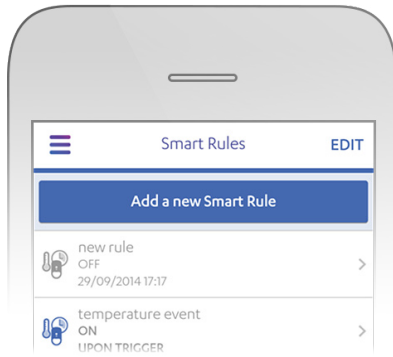 Smart Rules EDIT
Add a new Smart Rule
new rule
OFF
29/09/2014 17:17
temperature event
ON
UPON TRIGGER